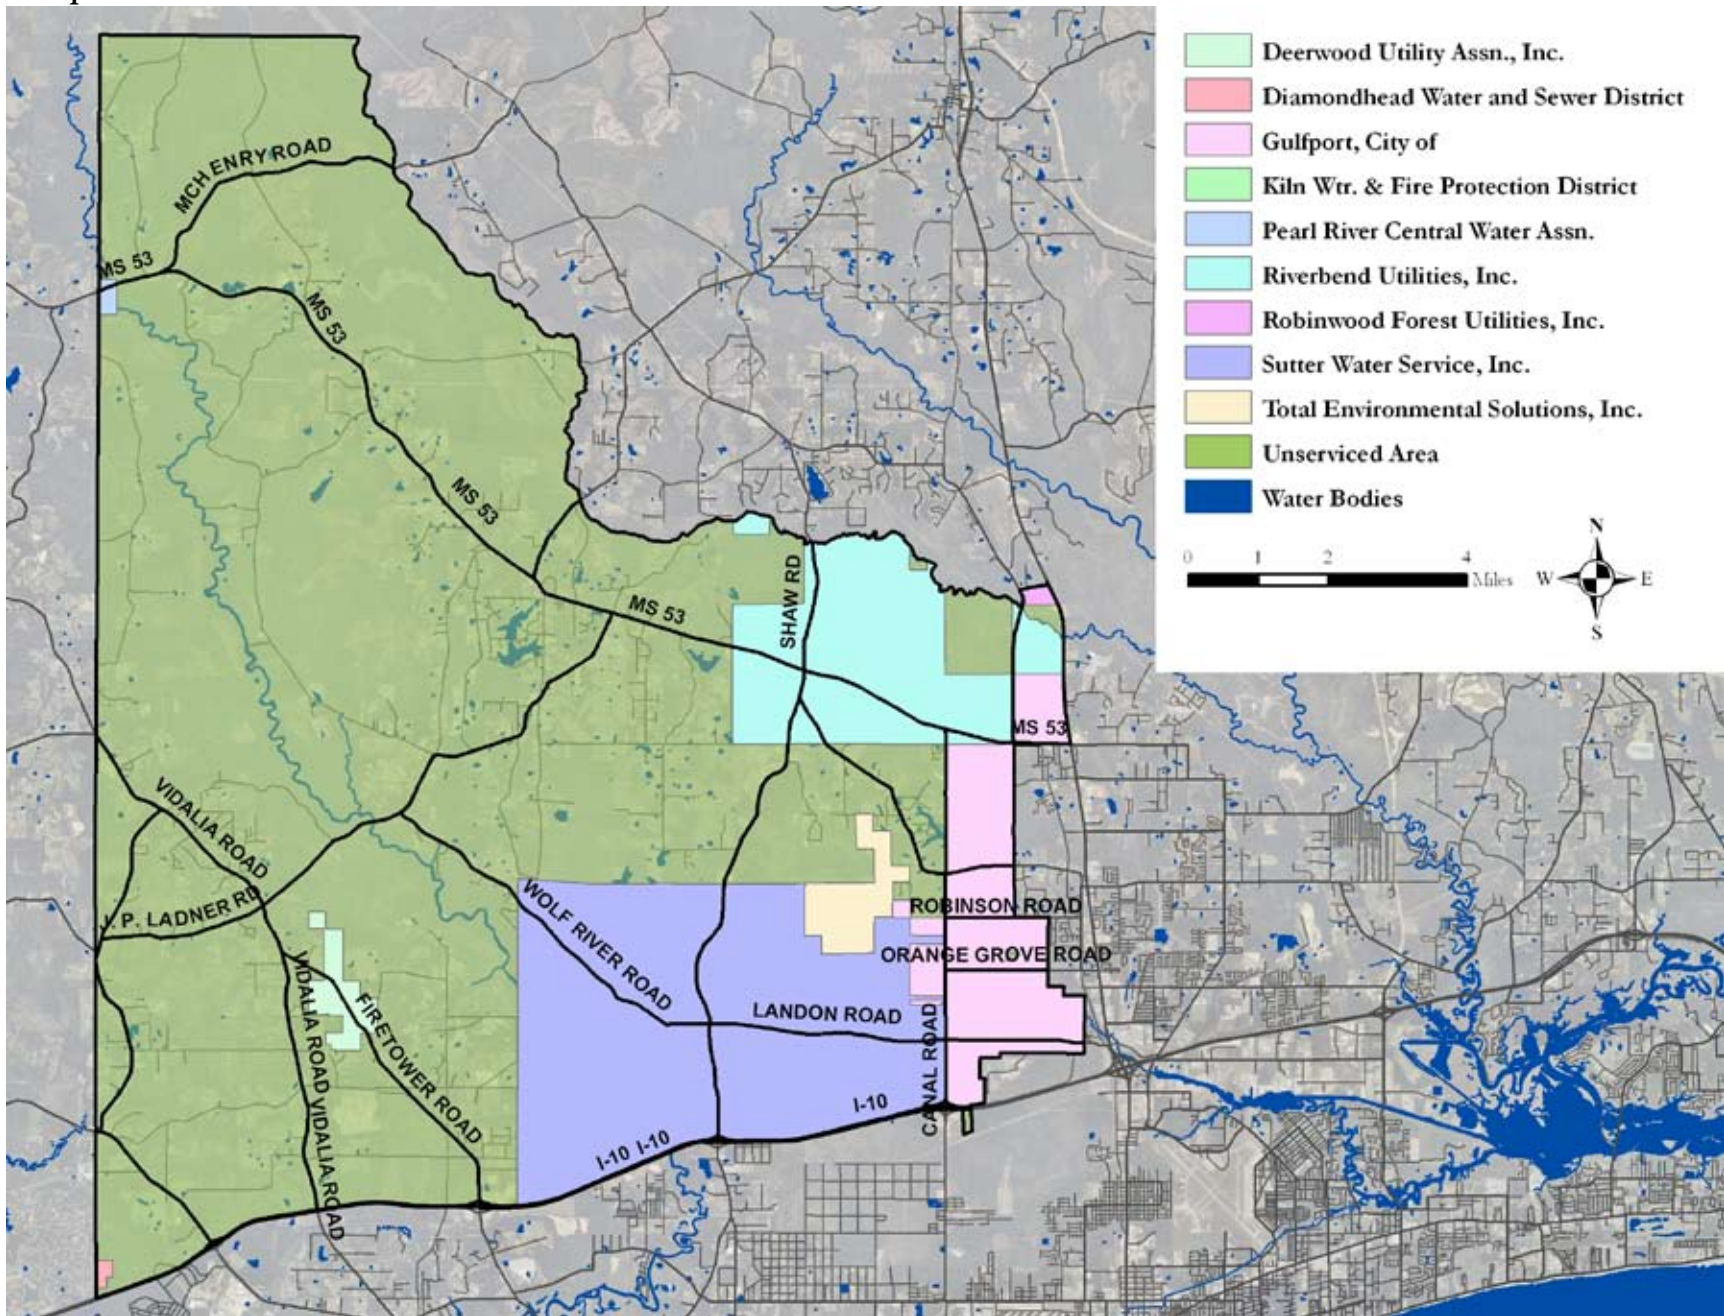 Deerwood Utility Assn., Inc.
Diamondhead Water and Sewer District
Gulfport, City of
Kiln Wtr. & Fire Protection District
Pearl River Central Water Assn.
Riverbend Utilities, Inc.
Robinwood Forest Utilities, Inc.
Sutter Water Service, Inc.
Total Environmental Solutions, Inc.
Unserviced Area
Water Bodies
0 1 2 4
Miles
N
W E
S
MCH ENRY ROAD
MS 53
MS 53
MS 53
MS 53
SHAW RD
MS 53
VIDALIA ROAD
J. P. LADNER RD
WOLF RIVER ROAD
ROBINSON ROAD
ORANGE GROVE ROAD
VIDALIA ROAD
FIRETOWER ROAD
LANDON ROAD
CANAL ROAD
I-10
VIDALIA ROAD
I-10 I-10